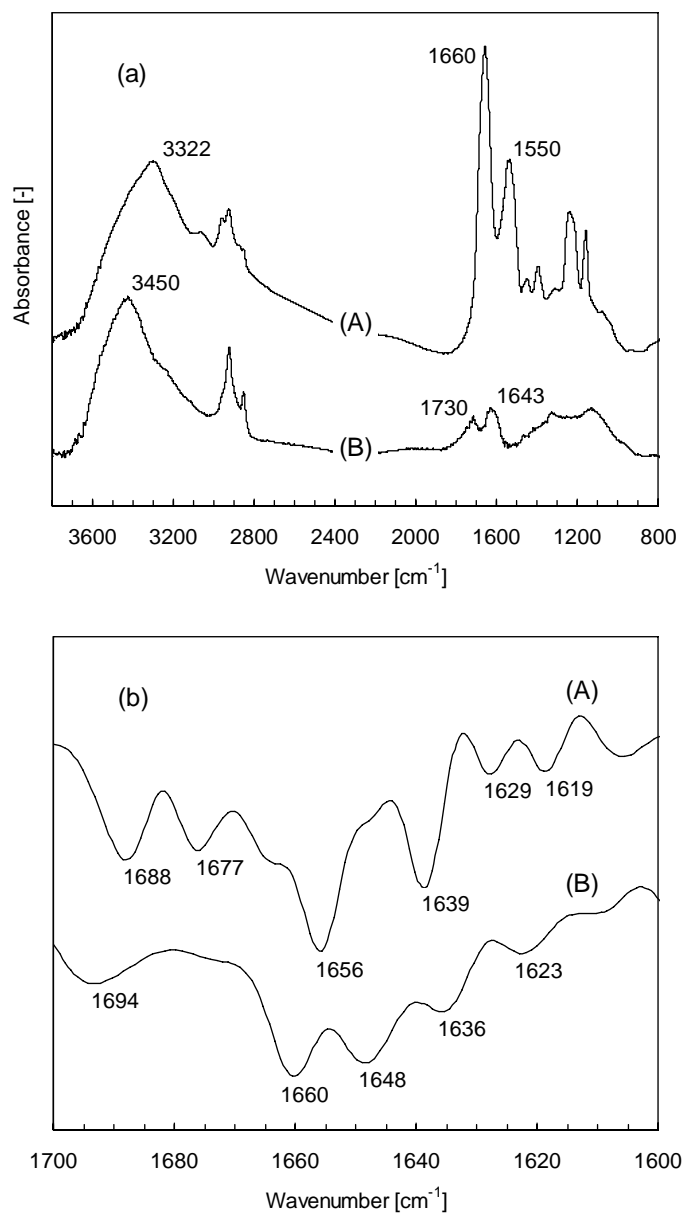 (a)
1660
3322
1550
3450
(A)
1730
1643
(B)
Absorbance [-]
3600 3200 2800 2400 2000 1600 1200 800
Wavenumber [cm-1]
(b)
(A)
1629 1619
1688
1677
1639
(B)
1656
1623
1694
1636
1648
1660
1700 1680 1660 1640 1620 1600
Wavenumber [cm-1]